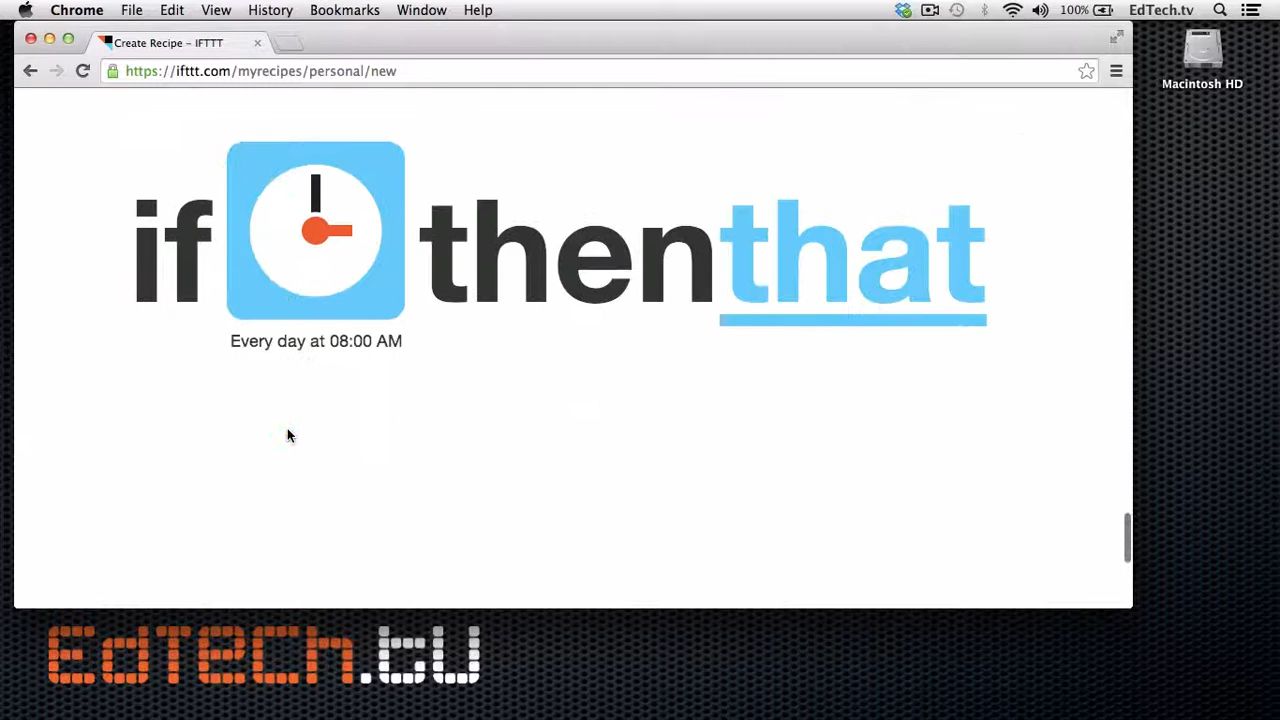 Chrome File Edit View History Bookmarks Window Help 100% EdTech.tv
Create Recipe – IFTTT
https://ifttt.com/myrecipes/personal/new
Macintosh HD
if then that
Every day at 08:00 AM
EdTECh.tv